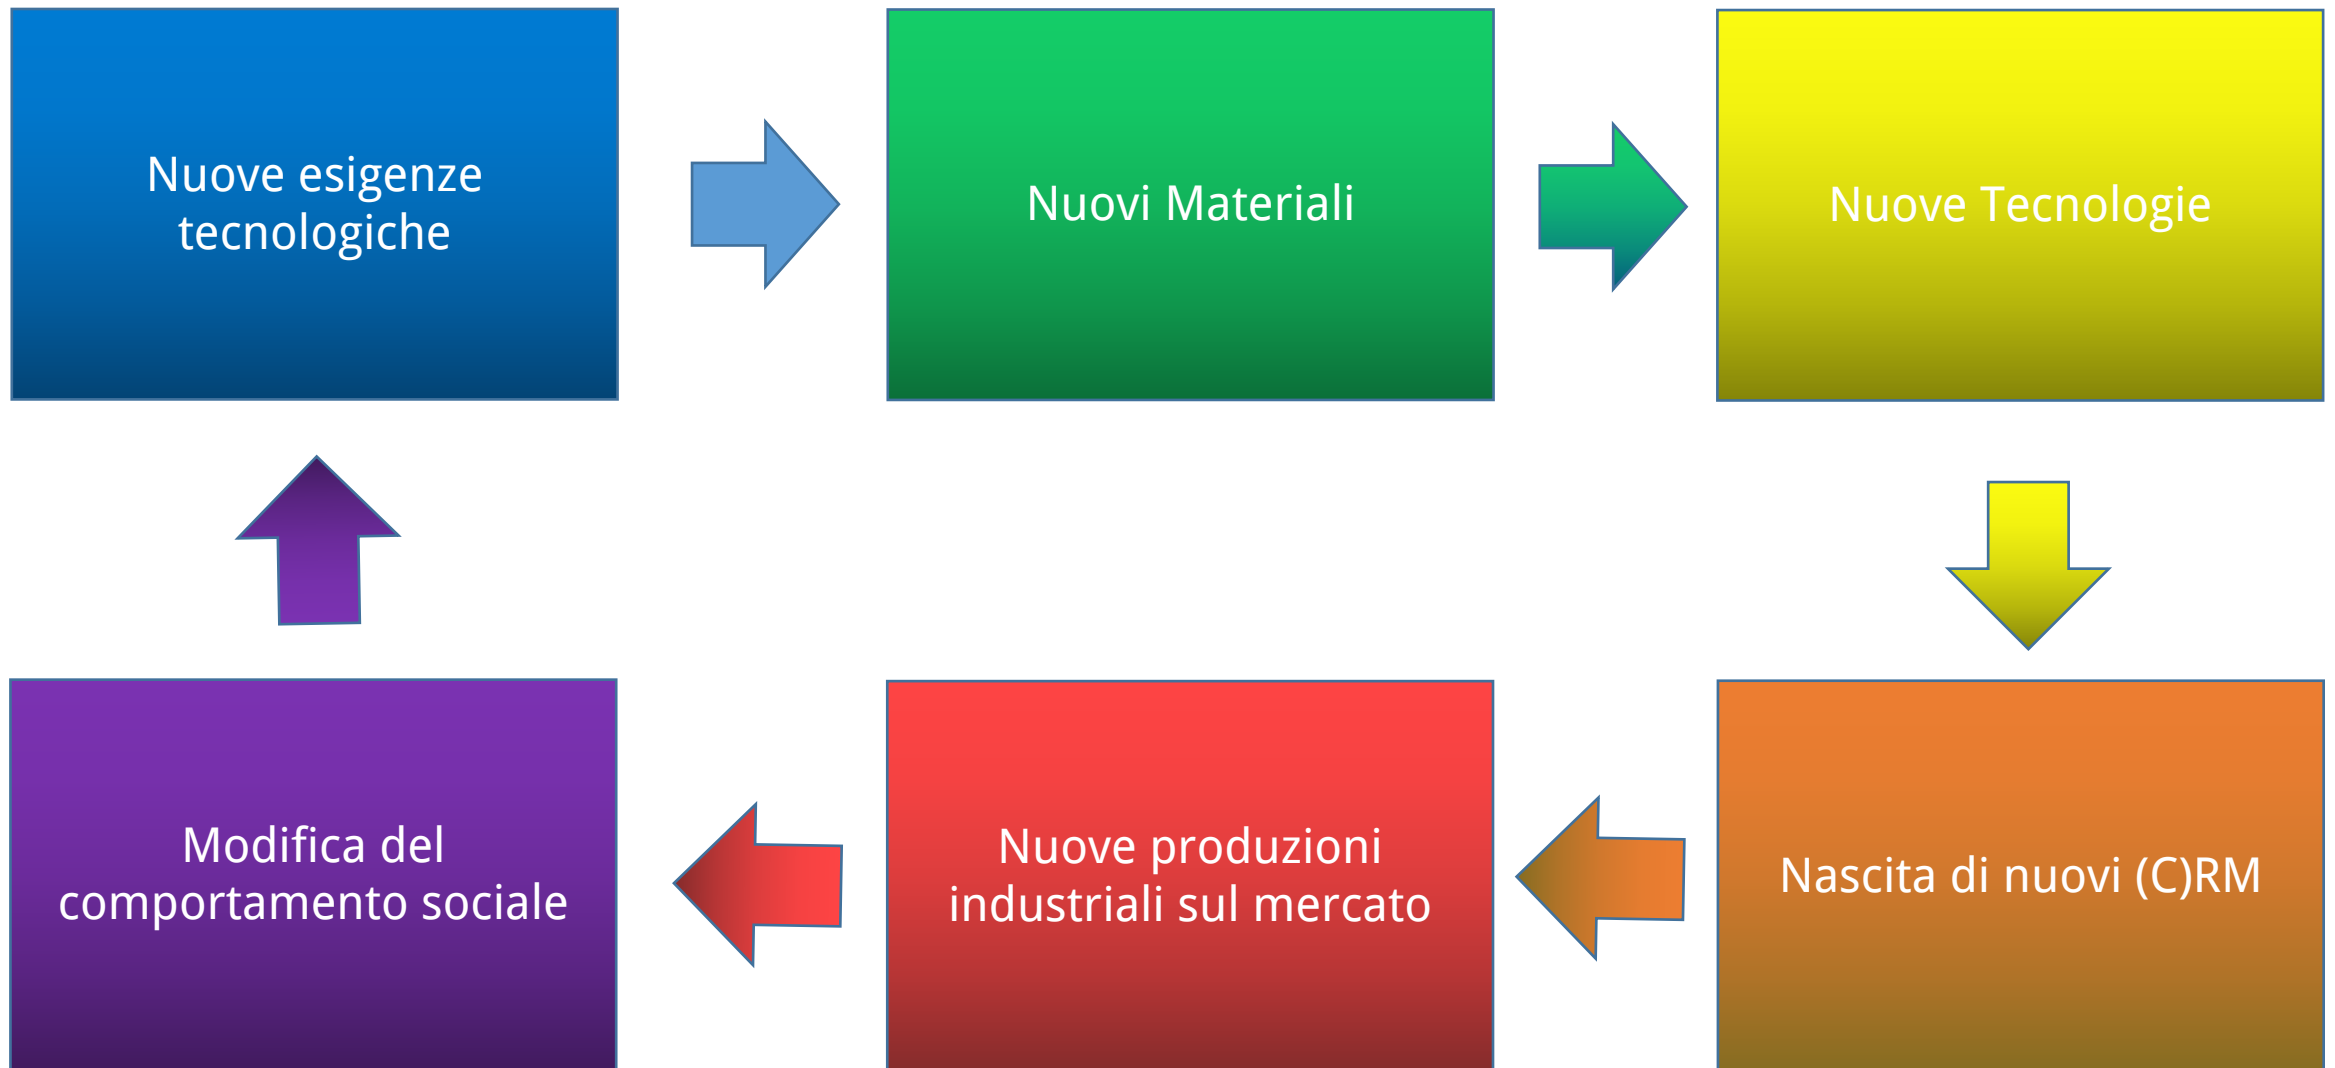 Nuove esigenze
tecnologiche
Nuovi Materiali
Nuove Tecnologie
Modifica del
comportamento sociale
Nuove produzioni
industriali sul mercato
Nascita di nuovi (C)RM